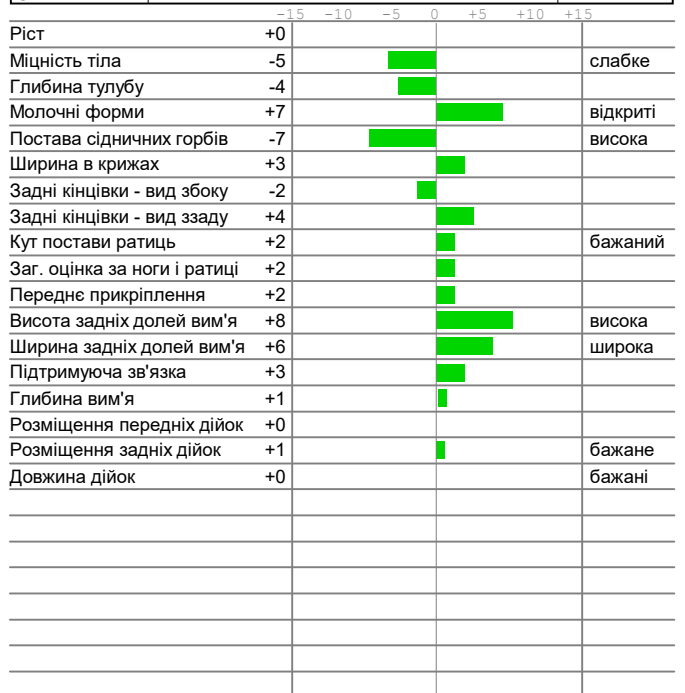 -15 -10 -5 0 +5 +10 +15
Ріст +0
Міцність тіла -5 слабке
Глибина тулубу -4
Молочні форми +7 відкриті
Постава сідничних горбів -7 висока
Ширина в крижах +3
Задні кінцівки - вид збоку -2
Задні кінцівки - вид ззаду +4
Кут постави ратиць +2 бажаний
Заг. оцінка за ноги і ратиці +2
Переднє прикріплення +2
Висота задніх долей вим'я +8 висока
Ширина задніх долей вим'я +6 широка
Підтримуюча зв'язка +3
Глибина вим'я +1
Розміщення передніх дійок +0
Розміщення задніх дійок +1 бажане
Довжина дійок +0 бажані